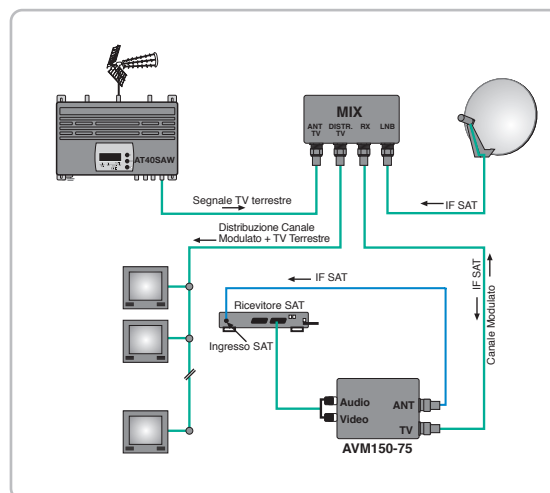 MIX
ANT TV
DISTR. TV
RX
LNB
AT40SAW
Segnale TV terrestre
IF SAT
Distribuzione Canale
Modulato + TV Terrestre
IF SAT
Ricevitore SAT
Ingresso SAT
IF SAT
Canale Modulato
Audio
Video
ANT
TV
AVM150-75